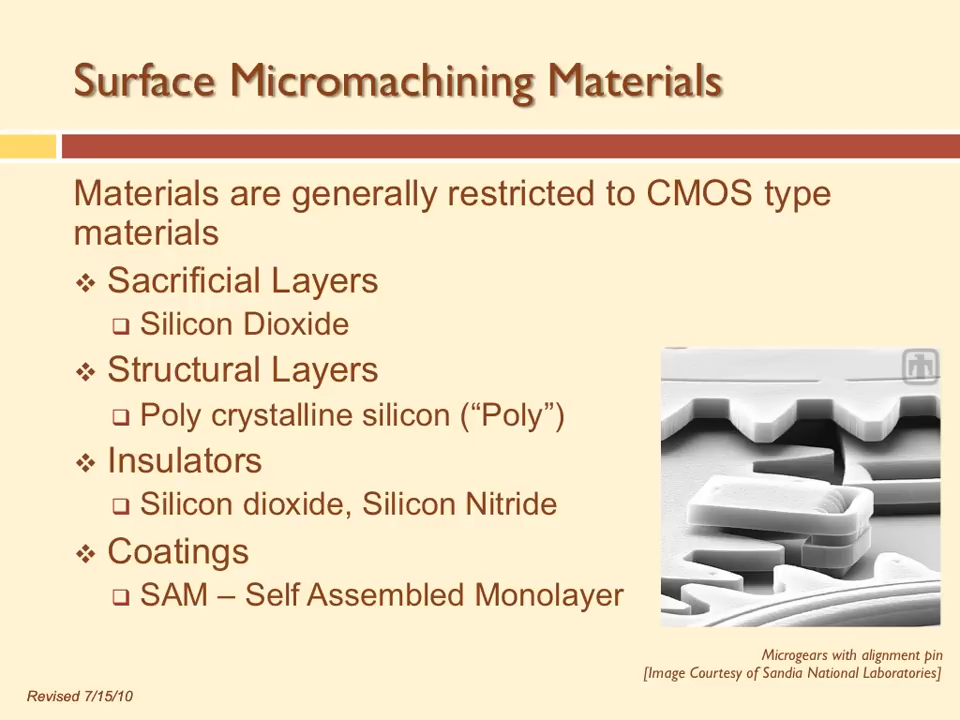 Surface Micromachining Materials
Materials are generally restricted to CMOS type
materials
Sacrificial Layers
Silicon Dioxide
Structural Layers
Poly crystalline silicon (“Poly”)
Insulators
Silicon dioxide, Silicon Nitride
Coatings
SAM – Self Assembled Monolayer
Microgears with alignment pin
[Image Courtesy of Sandia National Laboratories]
Revised 7/15/10